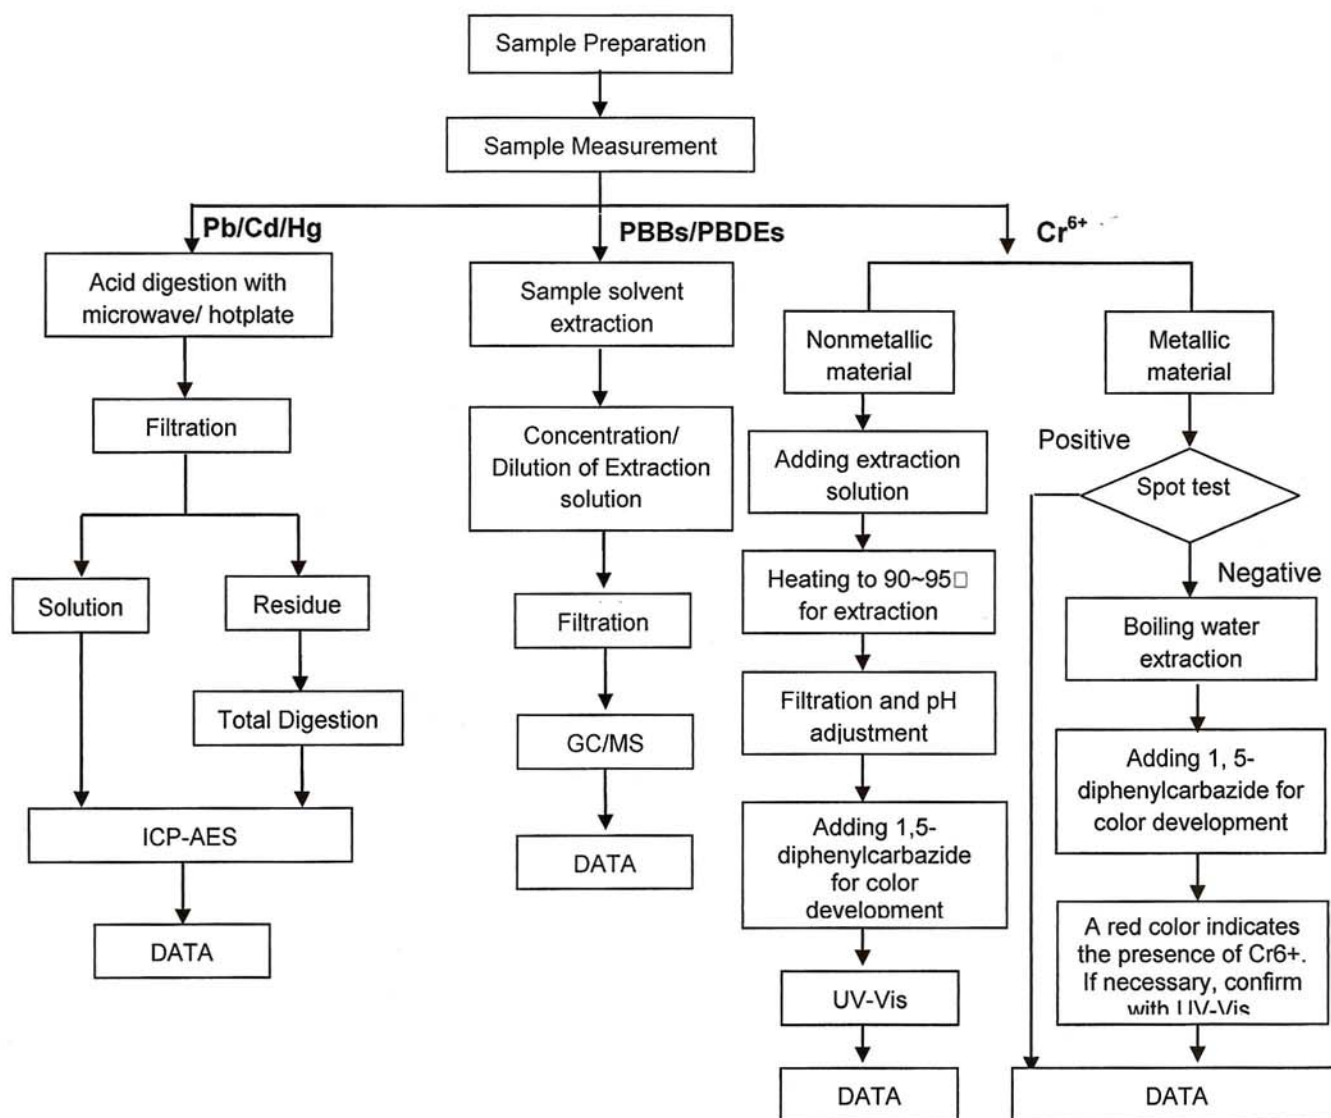 Sample Preparation
Sample Measurement
Pb/Cd/Hg
PBBs/PBDEs
Cr6+
Acid digestion with
microwave/ hotplate
Filtration
Solution
Residue
Total Digestion
ICP-AES
DATA
Sample solvent
extraction
Concentration/
Dilution of Extraction
solution
Filtration
GC/MS
DATA
Nonmetallic
material
Adding extraction
solution
Heating to 90~95□
for extraction
Filtration and pH
adjustment
Adding 1,5-
diphenylcarbazide
for color
development
UV-Vis
DATA
Metallic
material
Positive
Spot test
Negative
Boiling water
extraction
Adding 1, 5-
diphenylcarbazide for
color development
A red color indicates
the presence of Cr6+.
If necessary, confirm
with UV-Vis
DATA